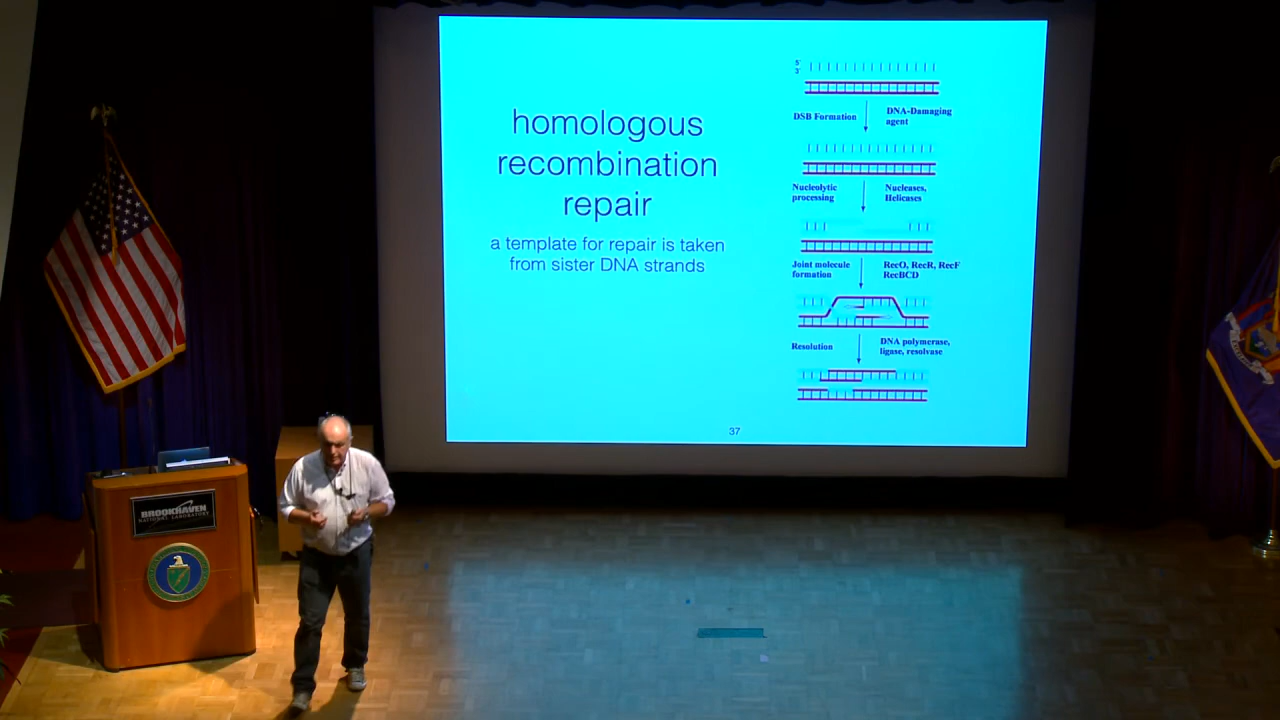 homologous
recombination
repair
a template for repair is taken
from sister DNA strands
5'
3'
DSB Formation
DNA-Damaging
agent
Nucleolytic
processing
Nucleases,
Helicases
Joint molecule
formation
RecO, RecR, RecF
RecBCD
Resolution
DNA polymerase,
ligase, resolvase
37
BROOKHAVEN
NATIONAL LABORATORY